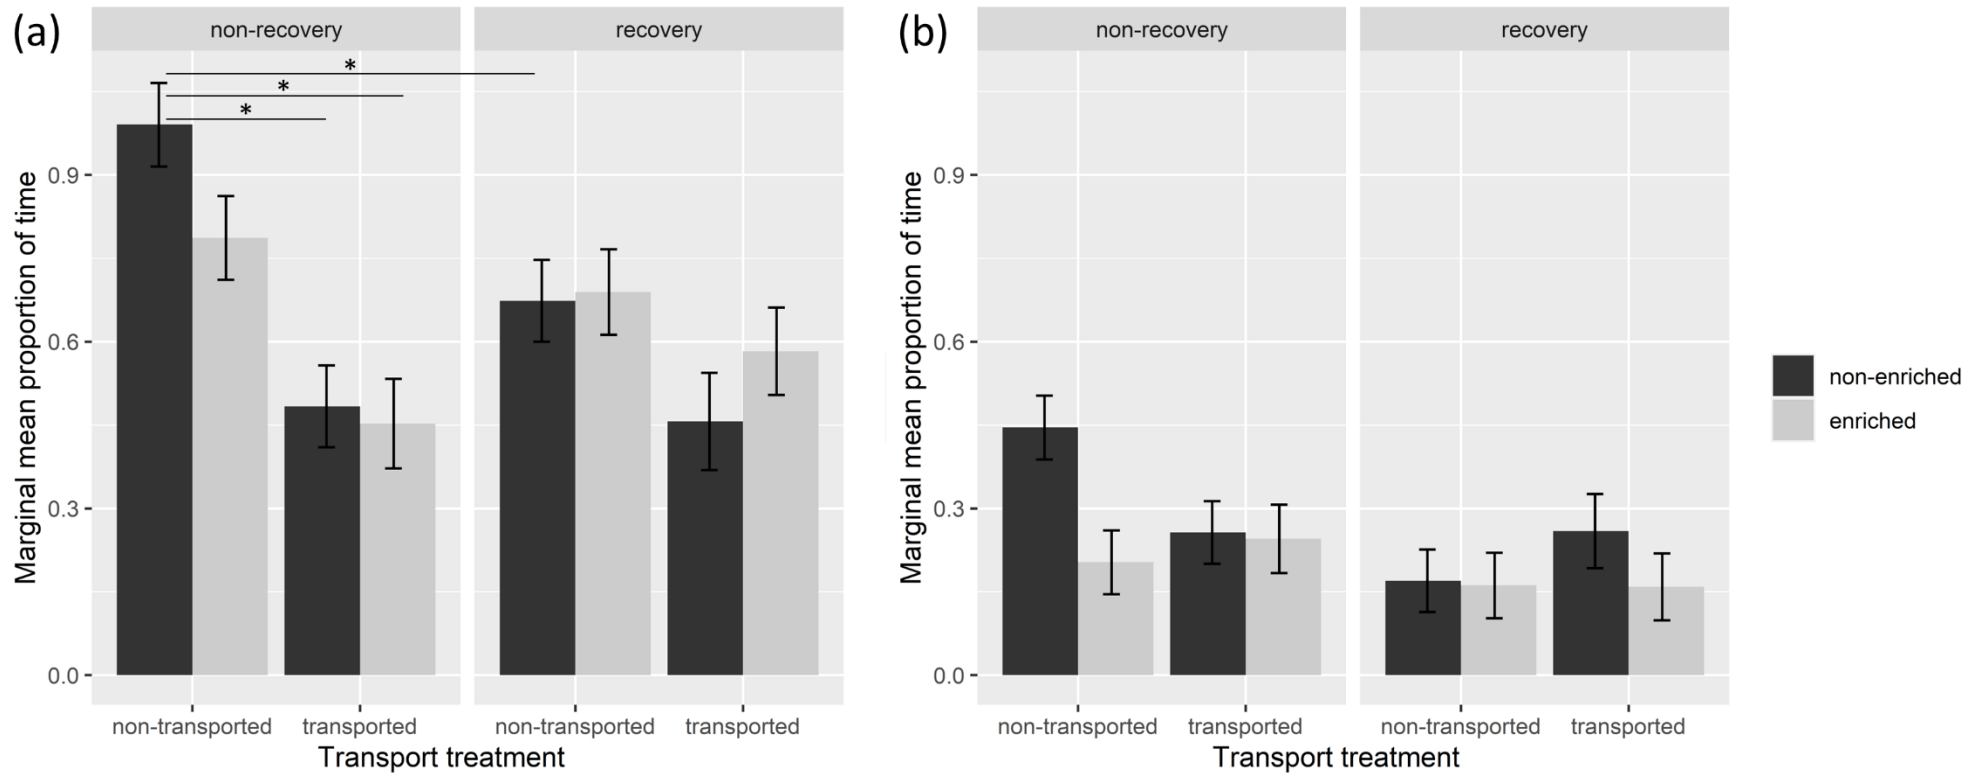 (a)
non-recovery
recovery
*
*
*
Marginal mean proportion of time
0.9
0.6
0.3
0.0
non-transported
transported
non-transported
transported
Transport treatment
(b)
non-recovery
recovery
Marginal mean proportion of time
0.9
0.6
0.3
0.0
non-transported
transported
non-transported
transported
Transport treatment
non-enriched
enriched